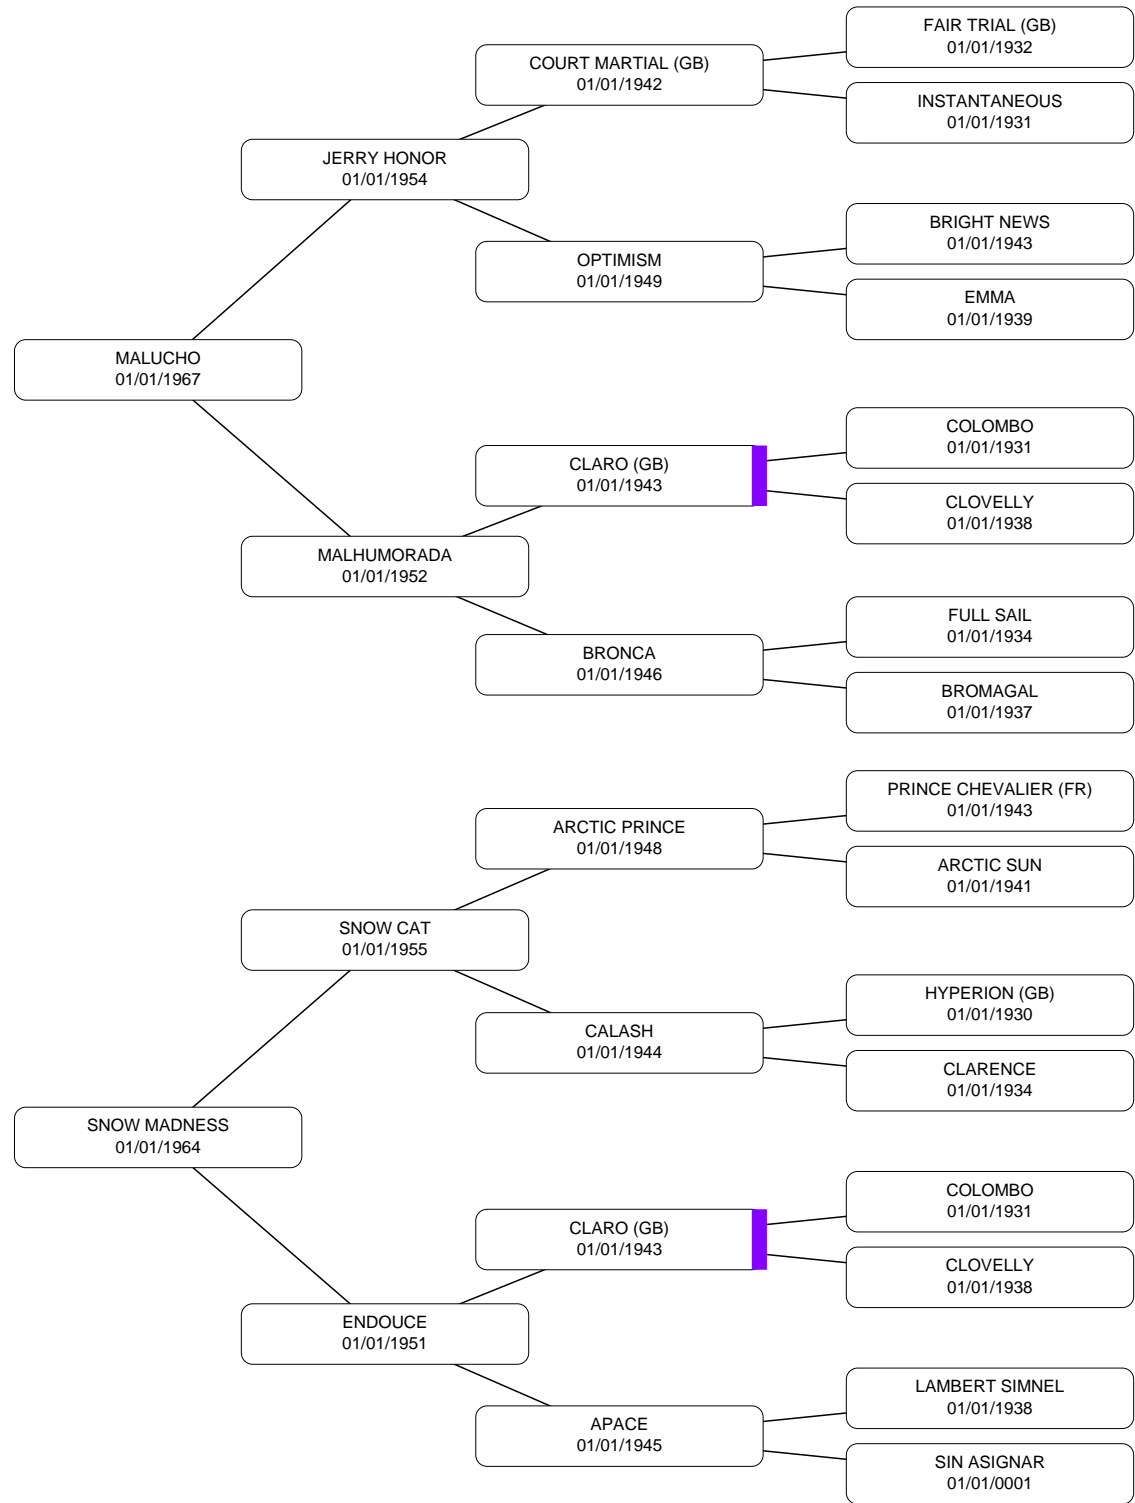 FAIR TRIAL (GB)
01/01/1932
COURT MARTIAL (GB)
01/01/1942
INSTANTANEOUS
01/01/1931
JERRY HONOR
01/01/1954
BRIGHT NEWS
01/01/1943
OPTIMISM
01/01/1949
EMMA
01/01/1939
MALUCHO
01/01/1967
COLOMBO
01/01/1931
CLARO (GB)
01/01/1943
CLOVELLY
01/01/1938
MALHUMORADA
01/01/1952
FULL SAIL
01/01/1934
BRONCA
01/01/1946
BROMAGAL
01/01/1937
PRINCE CHEVALIER (FR)
01/01/1943
ARCTIC PRINCE
01/01/1948
ARCTIC SUN
01/01/1941
SNOW CAT
01/01/1955
HYPERION (GB)
01/01/1930
CALASH
01/01/1944
CLARENCE
01/01/1934
SNOW MADNESS
01/01/1964
COLOMBO
01/01/1931
CLARO (GB)
01/01/1943
CLOVELLY
01/01/1938
ENDOUCE
01/01/1951
LAMBERT SIMNEL
01/01/1938
APACE
01/01/1945
SIN ASIGNAR
01/01/0001